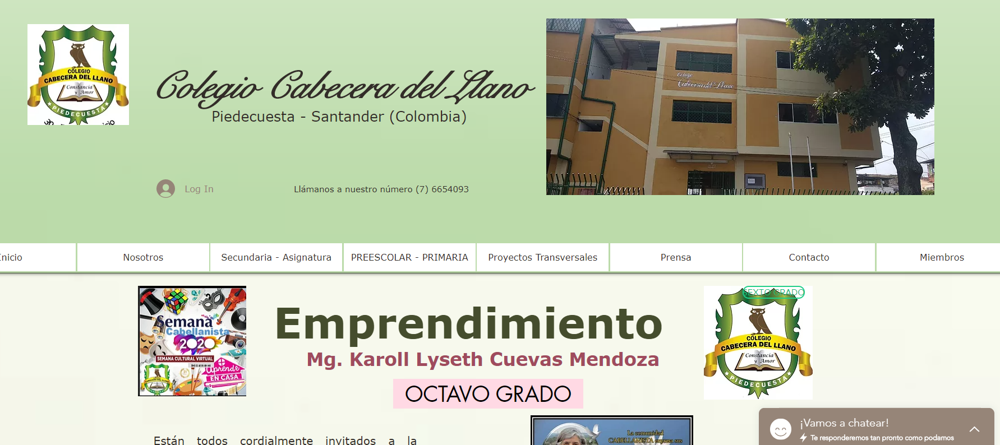 COLEGIO
CABECERA DEL LLANO
Constancia
y Amor
PIEDECUESTA
Colegio Cabecera del Llano
Piedecuesta - Santander (Colombia)
Log In
Llámanos a nuestro número (7) 6654093
Colegio
Cabecera del Llano
Inicio
Nosotros
Secundaria - Asignatura
PREESCOLAR - PRIMARIA
Proyectos Transversales
Prensa
Contacto
Miembros
Semana
Cabellanista
2020
SEMANA CULTURAL VIRTUAL
aprende
EN CASA
Emprendimiento
Mg. Karoll Lyseth Cuevas Mendoza
OCTAVO GRADO
SEXTO GRADO
COLEGIO
CABECERA DEL LLANO
Constancia
y Amor
PIEDECUESTA
Están todos cordialmente invitados a la
La comunidad
CABELLANISTA expresa sus
¡Vamos a chatear!
Te responderemos tan pronto como podamos